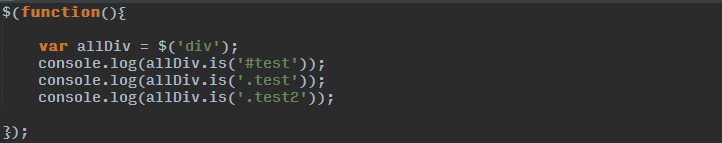 $(function(){
var allDiv = $('div');
console.log(allDiv.is('#test'));
console.log(allDiv.is('.test'));
console.log(allDiv.is('.test2'));
});